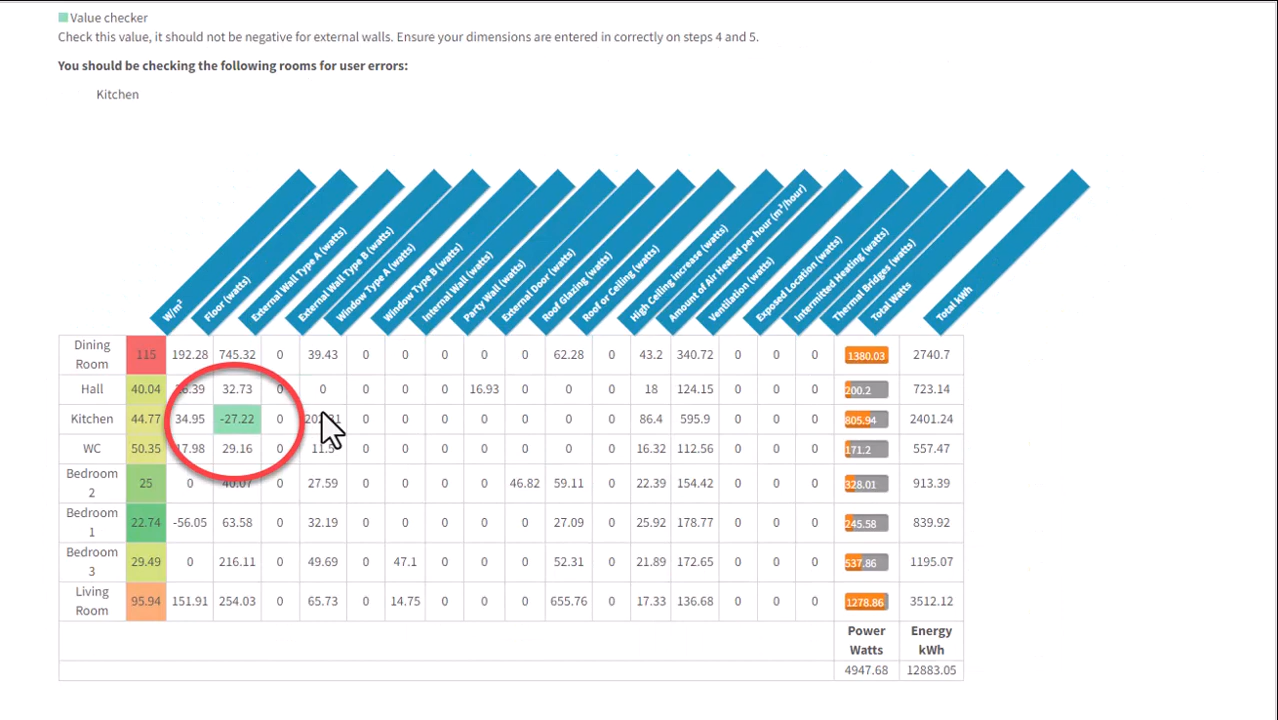 Value checker
Check this value, it should not be negative for external walls. Ensure your dimensions are entered in correctly on steps 4 and 5.
You should be checking the following rooms for user errors:
Kitchen
W/m²
Floor (watts)
External Wall Type A (watts)
External Wall Type B (watts)
Window Type A (watts)
Window Type B (watts)
Internal Wall (watts)
Party Wall (watts)
External Door (watts)
Roof Glazing (watts)
Roof or Ceiling (watts)
High Ceiling increase (watts)
Amount of Air Heated per hour (m³/hour)
Ventilation (watts)
Exposed Location (watts)
Intermitted Heating (watts)
Thermal Bridges (watts)
Total Watts
Total kWh
Dining Room 115 192.28 745.32 0 39.43 0 0 0 0 0 62.28 0 43.2 340.72 0 0 0 1380.03 2740.7
Hall 40.04 32.73 0 0 0 0 0 16.93 0 0 0 18 124.15 0 0 0 200.2 723.14
Kitchen 44.77 34.95 -27.22 0 0 0 0 0 0 0 0 86.4 595.9 0 0 0 805.94 2401.24
WC 50.35 17.98 29.16 0 11.5 0 0 0 0 0 0 0 16.32 112.56 0 0 0 171.2 557.47
Bedroom 2 25 0 40.07 0 27.59 0 0 0 0 46.82 59.11 0 22.39 154.42 0 0 0 328.01 913.39
Bedroom 1 22.74 -56.05 63.58 0 32.19 0 0 0 0 0 27.09 0 25.92 178.77 0 0 0 245.58 839.92
Bedroom 3 29.49 0 216.11 0 49.69 0 47.1 0 0 0 52.31 0 21.89 172.65 0 0 0 537.86 1195.07
Living Room 95.94 151.91 254.03 0 65.73 0 14.75 0 0 0 655.76 0 17.33 136.68 0 0 0 1278.86 3512.12
Power Watts Energy kWh
4947.68 12883.05